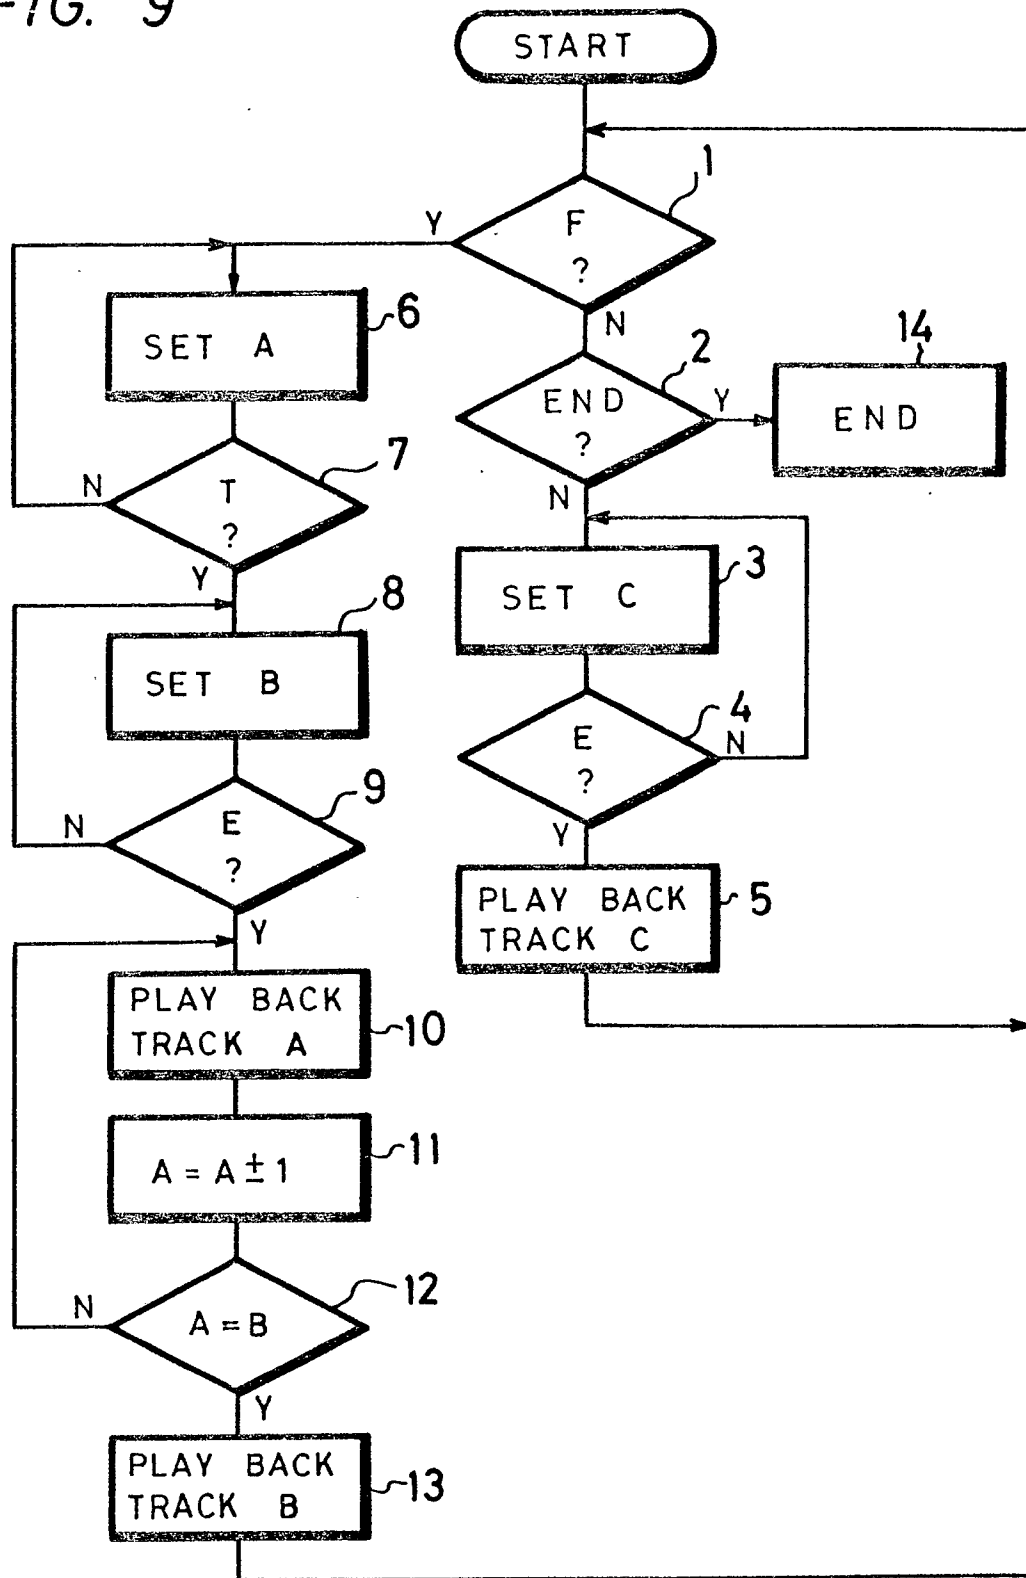 FIG. 9
START
1
F
?
Y
N
2
END
?
Y
N
14
END
3
SET C
4
E
?
N
Y
5
PLAY BACK
TRACK C
6
SET A
7
T
?
N
Y
8
SET B
9
E
?
N
Y
10
PLAY BACK
TRACK A
11
A = A ± 1
12
A = B
N
Y
13
PLAY BACK
TRACK B